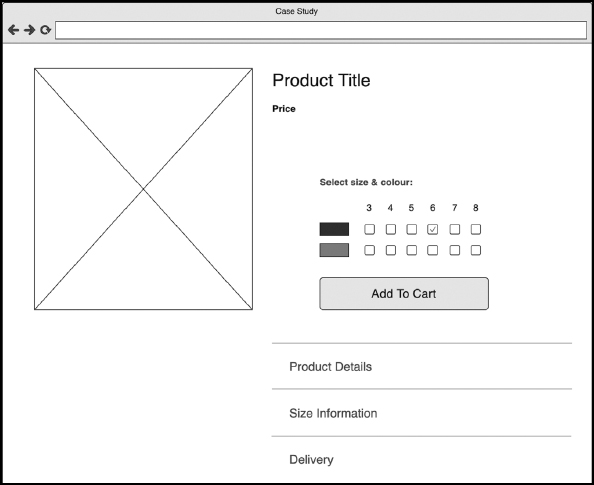 Case Study
Product Title
Price
Select size & colour:
3 4 5 6 7 8
Add To Cart
Product Details
Size Information
Delivery